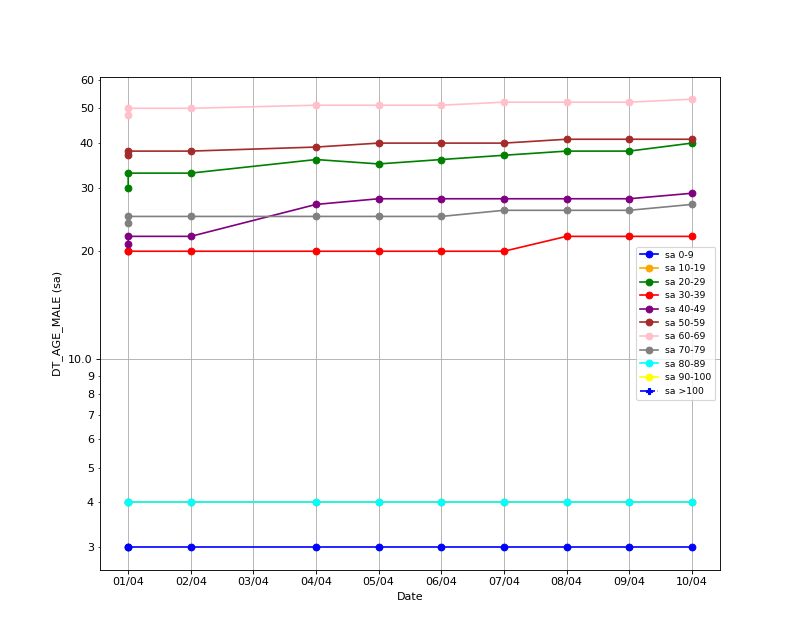 60
50
40
30
20
10.0
9
8
7
6
5
4
3
DT_AGE_MALE (sa)
sa 0-9
sa 10-19
sa 20-29
sa 30-39
sa 40-49
sa 50-59
sa 60-69
sa 70-79
sa 80-89
sa 90-100
sa >100
01/04 02/04 03/04 04/04 05/04 06/04 07/04 08/04 09/04 10/04
Date